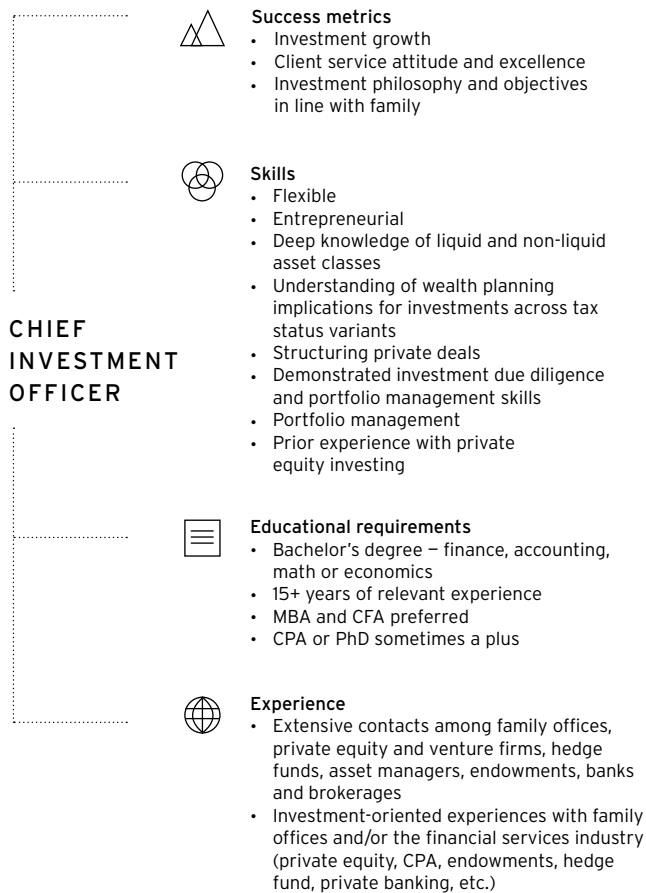 Success metrics
• Investment growth
• Client service attitude and excellence
• Investment philosophy and objectives
in line with family
Skills
• Flexible
• Entrepreneurial
• Deep knowledge of liquid and non-liquid
asset classes
• Understanding of wealth planning
implications for investments across tax
status variants
• Structuring private deals
• Demonstrated investment due diligence
and portfolio management skills
• Portfolio management
• Prior experience with private
equity investing
CHIEF
INVESTMENT
OFFICER
Educational requirements
• Bachelor’s degree – finance, accounting,
math or economics
• 15+ years of relevant experience
• MBA and CFA preferred
• CPA or PhD sometimes a plus
Experience
• Extensive contacts among family offices,
private equity and venture firms, hedge
funds, asset managers, endowments, banks
and brokerages
• Investment-oriented experiences with family
offices and/or the financial services industry
(private equity, CPA, endowments, hedge
fund, private banking, etc.)